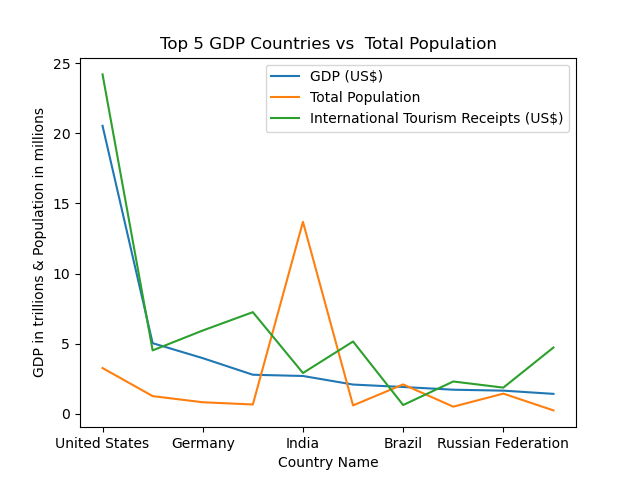 Top 5 GDP Countries vs  Total Population
GDP (US$)
Total Population
International Tourism Receipts (US$)
GDP in trillions & Population in millions
25
20
15
10
5
0
United States
Germany
India
Brazil
Russian Federation
Country Name